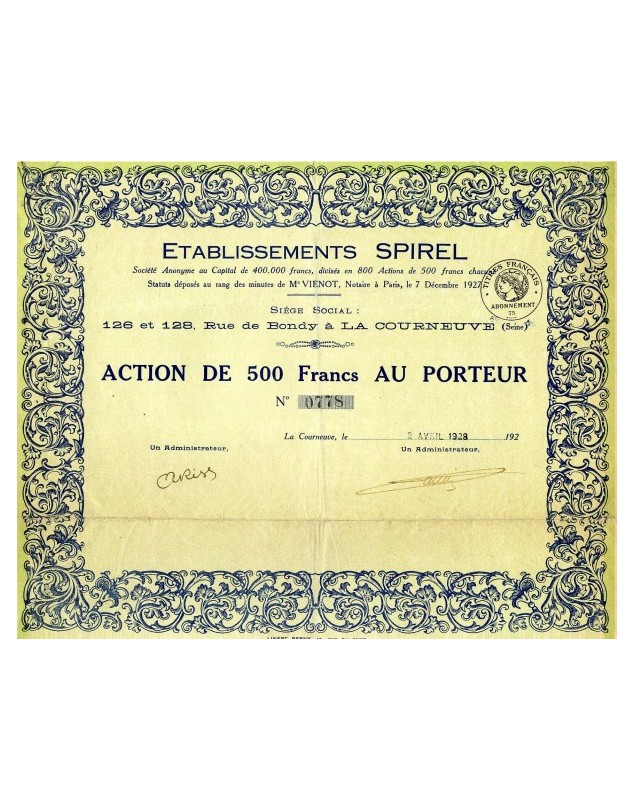 ETABLISSEMENTS SPIREL
Société Anonyme au Capital de 400.000 francs, divisés en 800 Actions de 500 francs chacune
Statuts déposés au rang des minutes de Me VIENOT, Notaire à Paris, le 7 Décembre 1927
TITRES FRANÇAIS
ABONNEMENT
75
SIÈGE SOCIAL :
126 et 128, Rue de Bondy à LA COURNEUVE (Seine)
ACTION DE 500 Francs AU PORTEUR
N° 0778
La Courneuve, le 2 AVRIL 1928 192
Un Administrateur, Un Administrateur,